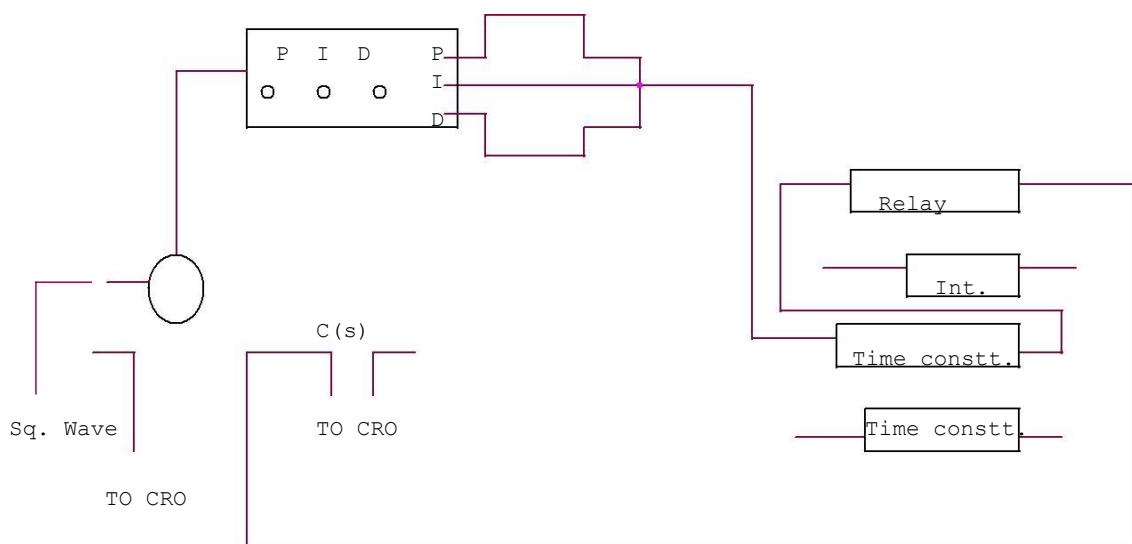 P I D
P
I
D
Relay
Int.
C(s)
Time constt.
Sq. Wave
TO CRO
Time constt.
TO CRO